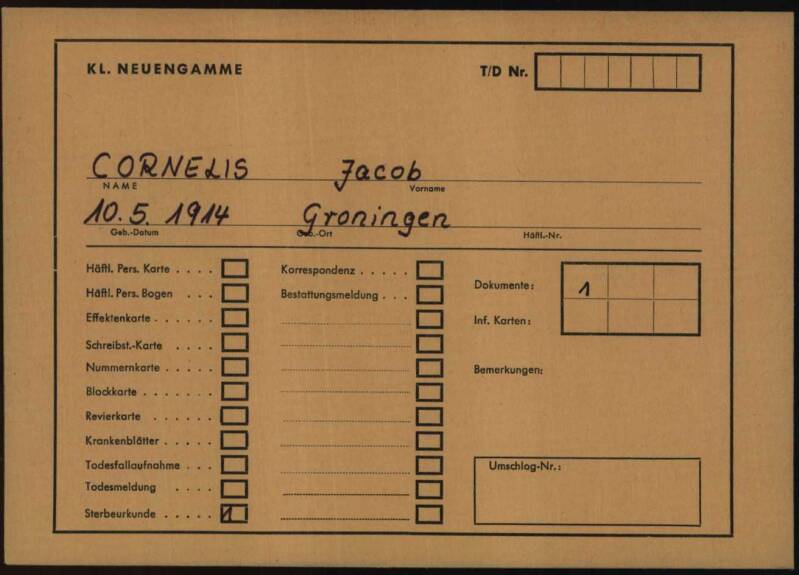 KL. NEUENGAMME
T/D Nr.
CORNELIS Jacob
NAME Vorname
10.5.1914 Groningen
Geb.-Datum Geb.-Ort Häftl.-Nr.
Häftl. Pers. Karte . . . .
Häftl. Pers. Bogen . . .
Effektenkarte . . . . . .
Schreibst.-Karte . . . .
Nummernkarte . . . . .
Blockkarte . . . . .
Revierkarte . . . . . .
Krankenblätter . . . . .
Todesfallaufnahme . . .
Todesmeldung . . . .
Sterbeurkunde . . . . 1
Korrespondenz . . . . .
Bestattungsmeldung . . .
Dokumente: 1
Inf. Karten:
Bemerkungen:
Umschlag-Nr.: